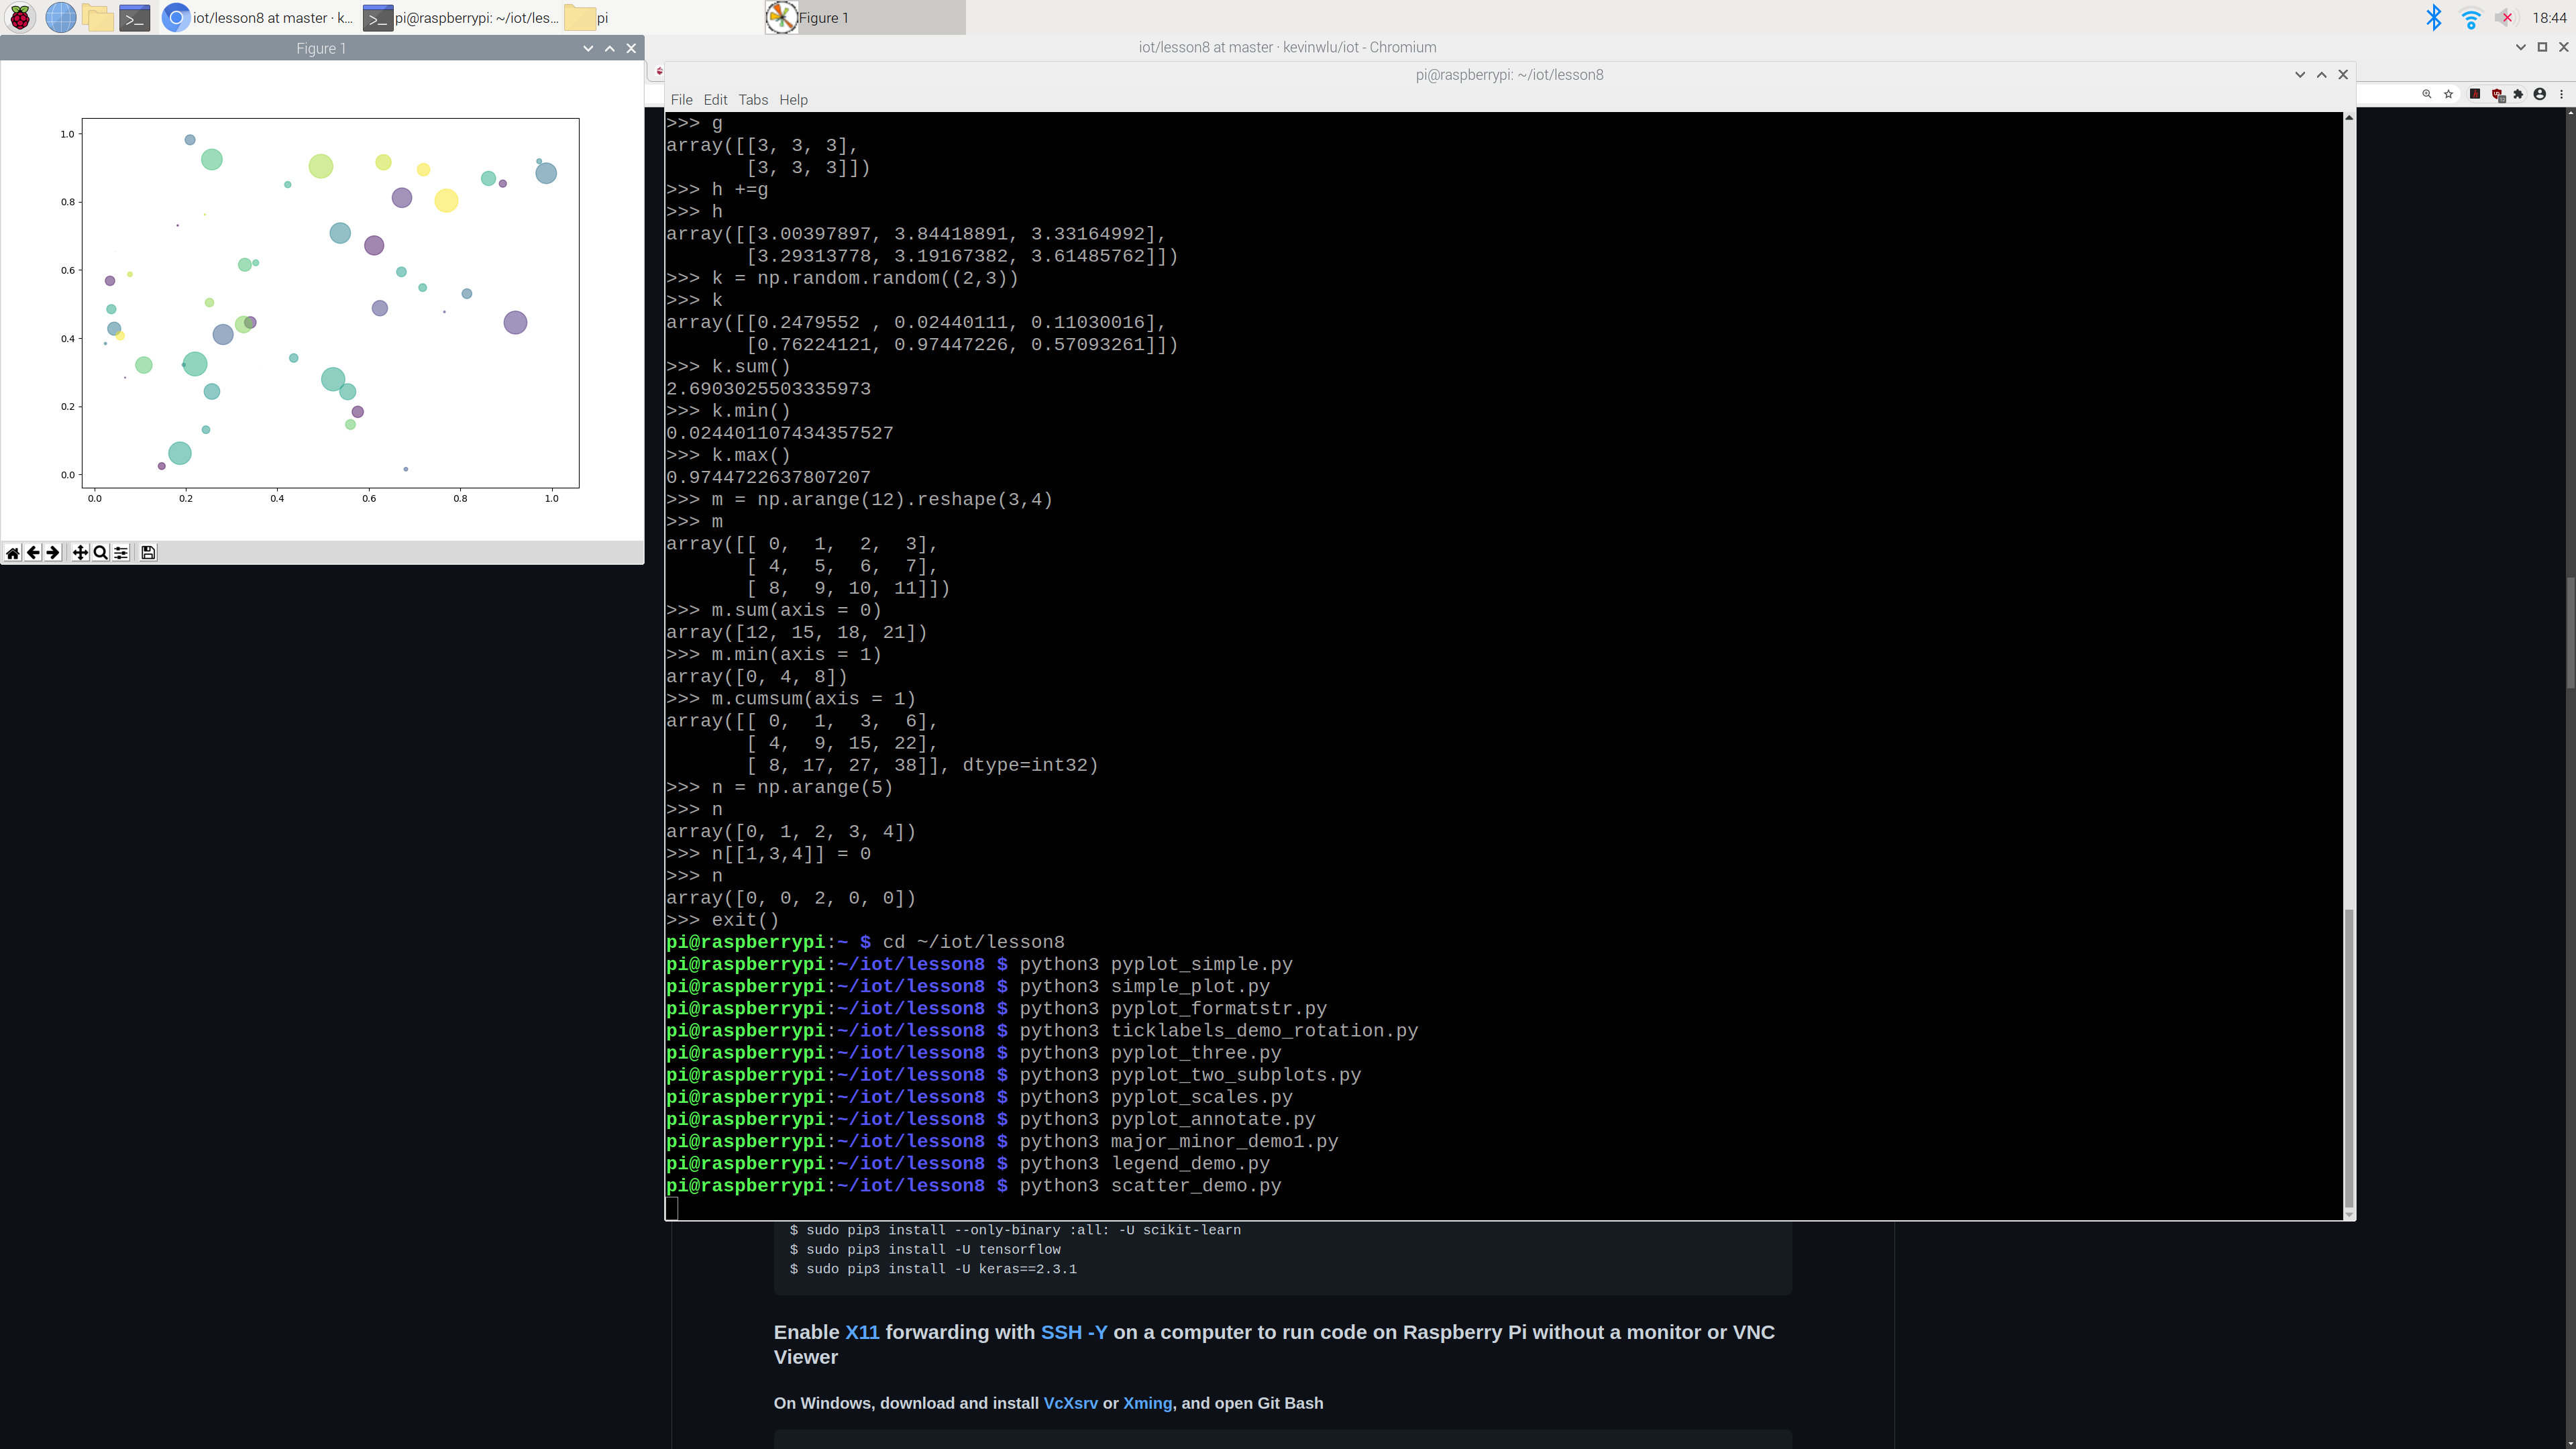 iot/lesson8 at master · k...
pi@raspberrypi: ~/iot/les...
pi
Figure 1
18:44
Figure 1
iot/lesson8 at master · kevinwlu/iot - Chromium
pi@raspberrypi: ~/iot/lesson8
File Edit Tabs Help
1.0
0.8
0.6
0.4
0.2
0.0
0.0 0.2 0.4 0.6 0.8 1.0
>>> g
array([[3, 3, 3],
       [3, 3, 3]])
>>> h +=g
>>> h
array([[3.00397897, 3.84418891, 3.33164992],
       [3.29313778, 3.19167382, 3.61485762]])
>>> k = np.random.random((2,3))
>>> k
array([[0.2479552 , 0.02440111, 0.11030016],
       [0.76224121, 0.97447226, 0.57093261]])
>>> k.sum()
2.6903025503335973
>>> k.min()
0.024401107434357527
>>> k.max()
0.9744722637807207
>>> m = np.arange(12).reshape(3,4)
>>> m
array([[ 0,  1,  2,  3],
       [ 4,  5,  6,  7],
       [ 8,  9, 10, 11]])
>>> m.sum(axis = 0)
array([12, 15, 18, 21])
>>> m.min(axis = 1)
array([0, 4, 8])
>>> m.cumsum(axis = 1)
array([[ 0,  1,  3,  6],
       [ 4,  9, 15, 22],
       [ 8, 17, 27, 38]], dtype=int32)
>>> n = np.arange(5)
>>> n
array([0, 1, 2, 3, 4])
>>> n[[1,3,4]] = 0
>>> n
array([0, 0, 2, 0, 0])
>>> exit()
pi@raspberrypi:~ $ cd ~/iot/lesson8
pi@raspberrypi:~/iot/lesson8 $ python3 pyplot_simple.py
pi@raspberrypi:~/iot/lesson8 $ python3 simple_plot.py
pi@raspberrypi:~/iot/lesson8 $ python3 pyplot_formatstr.py
pi@raspberrypi:~/iot/lesson8 $ python3 ticklabels_demo_rotation.py
pi@raspberrypi:~/iot/lesson8 $ python3 pyplot_three.py
pi@raspberrypi:~/iot/lesson8 $ python3 pyplot_two_subplots.py
pi@raspberrypi:~/iot/lesson8 $ python3 pyplot_scales.py
pi@raspberrypi:~/iot/lesson8 $ python3 pyplot_annotate.py
pi@raspberrypi:~/iot/lesson8 $ python3 major_minor_demo1.py
pi@raspberrypi:~/iot/lesson8 $ python3 legend_demo.py
pi@raspberrypi:~/iot/lesson8 $ python3 scatter_demo.py
$ sudo pip3 install --only-binary :all: -U scikit-learn
$ sudo pip3 install -U tensorflow
$ sudo pip3 install -U keras==2.3.1
Enable X11 forwarding with SSH -Y on a computer to run code on Raspberry Pi without a monitor or VNC
Viewer
On Windows, download and install VcXsrv or Xming, and open Git Bash